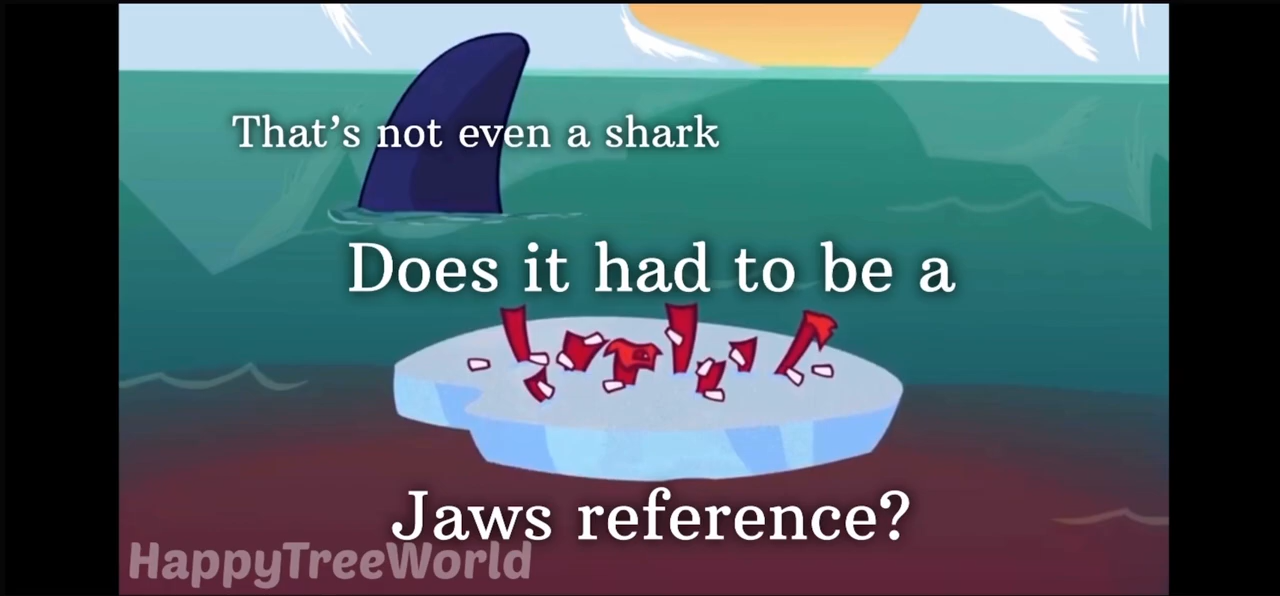 That’s not even a shark
Does it had to be a
Jaws reference?
HappyTreeWorld